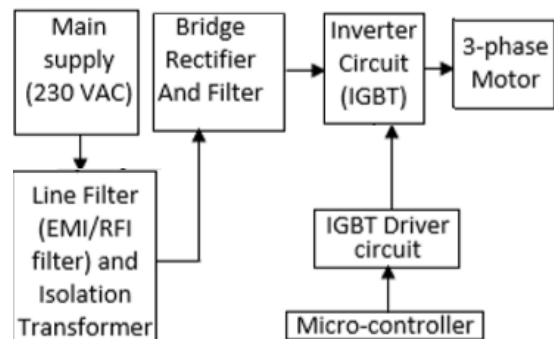 Main
supply
(230 VAC)
Bridge
Rectifier
And Filter
Inverter
Circuit
(IGBT)
3-phase
Motor
Line Filter
(EMI/RFI
filter) and
Isolation
Transformer
IGBT Driver
circuit
Micro-controller